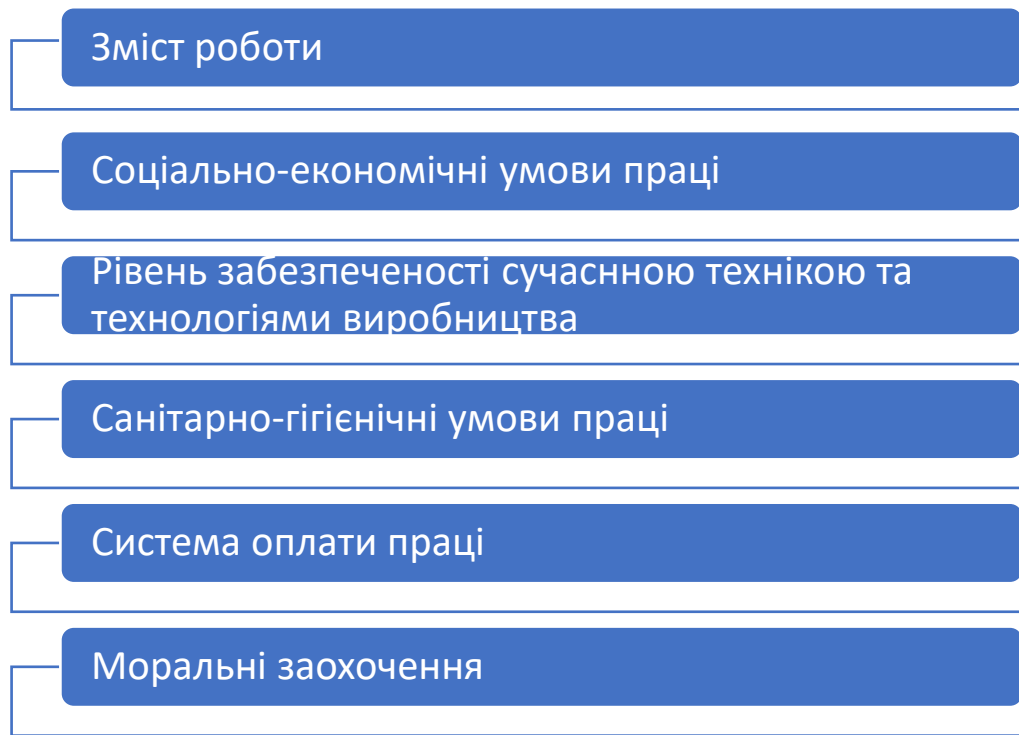 Зміст роботи
Соціально-економічні умови праці
Рівень забезпеченості сучаснною технікою та
технологіями виробництва
Санітарно-гігієнічні умови праці
Система оплати праці
Моральні заохочення